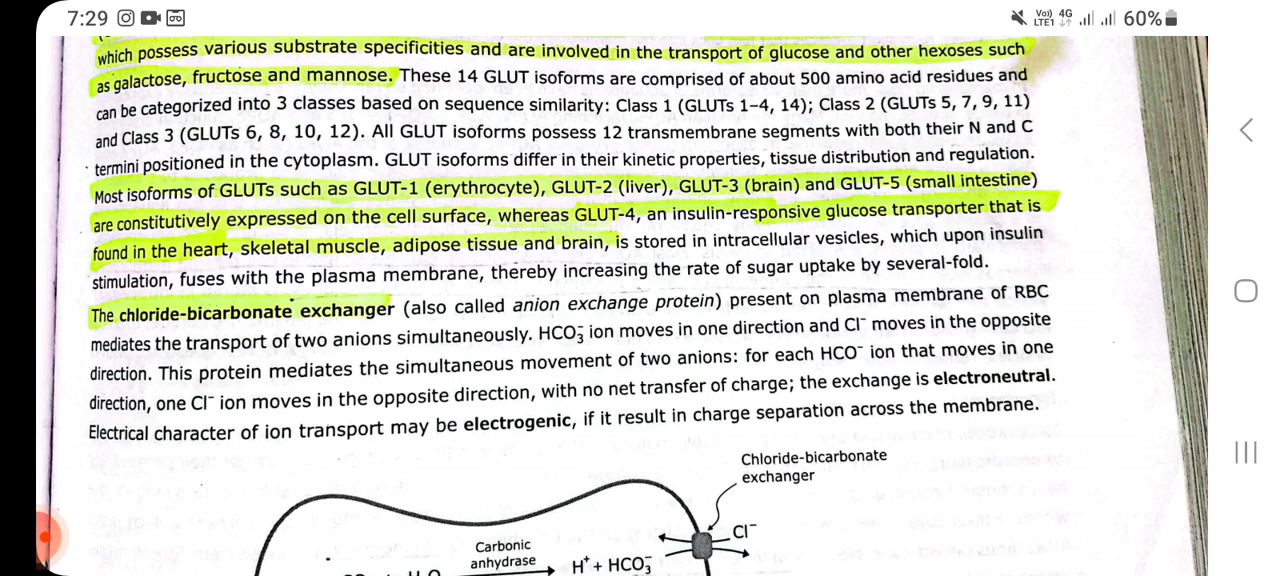 7:29
Vo)) 4G
LTE1 60%
which possess various substrate specificities and are involved in the transport of glucose and other hexoses such
as galactose, fructose and mannose. These 14 GLUT isoforms are comprised of about 500 amino acid residues and
can be categorized into 3 classes based on sequence similarity: Class 1 (GLUTs 1–4, 14); Class 2 (GLUTs 5, 7, 9, 11)
and Class 3 (GLUTs 6, 8, 10, 12). All GLUT isoforms possess 12 transmembrane segments with both their N and C
termini positioned in the cytoplasm. GLUT isoforms differ in their kinetic properties, tissue distribution and regulation.
Most isoforms of GLUTs such as GLUT-1 (erythrocyte), GLUT-2 (liver), GLUT-3 (brain) and GLUT-5 (small intestine)
are constitutively expressed on the cell surface, whereas GLUT-4, an insulin-responsive glucose transporter that is
found in the heart, skeletal muscle, adipose tissue and brain, is stored in intracellular vesicles, which upon insulin
stimulation, fuses with the plasma membrane, thereby increasing the rate of sugar uptake by several-fold.
The chloride-bicarbonate exchanger (also called anion exchange protein) present on plasma membrane of RBC
mediates the transport of two anions simultaneously. HCO₃⁻ ion moves in one direction and Cl⁻ moves in the opposite
direction. This protein mediates the simultaneous movement of two anions: for each HCO⁻ ion that moves in one
direction, one Cl⁻ ion moves in the opposite direction, with no net transfer of charge; the exchange is electroneutral.
Electrical character of ion transport may be electrogenic, if it result in charge separation across the membrane.
Chloride-bicarbonate
exchanger
Cl⁻
Carbonic
anhydrase
H⁺ + HCO₃⁻